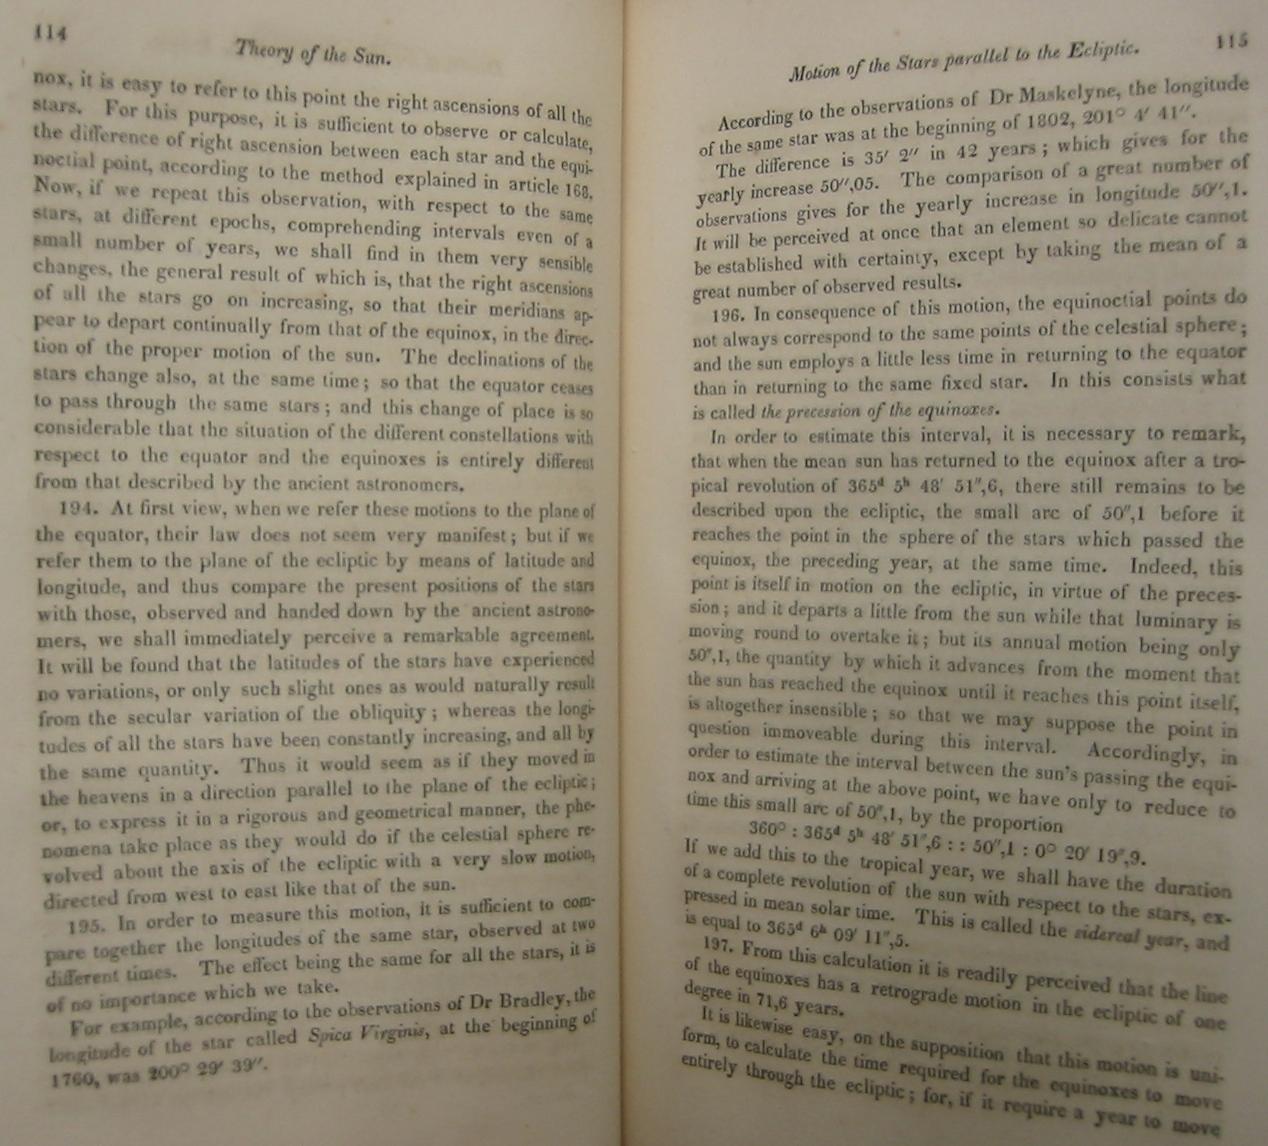 114
Theory of the Sun.
nox, it is easy to refer to this point the right ascensions of all the
stars. For this purpose, it is sufficient to observe or calculate,
the difference of right ascension between each star and the equi-
noctial point, according to the method explained in article 168.
Now, if we repeat this observation, with respect to the same
stars, at different epochs, comprehending intervals even of a
small number of years, we shall find in them very sensible
changes, the general result of which is, that the right ascensions
of all the stars go on increasing, so that their meridians ap-
pear to depart continually from that of the equinox, in the direc-
tion of the proper motion of the sun. The declinations of the
stars change also, at the same time; so that the equator ceases
to pass through the same stars; and this change of place is so
considerable that the situation of the different constellations with
respect to the equator and the equinoxes is entirely different
from that described by the ancient astronomers.
194. At first view, when we refer these motions to the plane of
the equator, their law does not seem very manifest; but if we
refer them to the plane of the ecliptic by means of latitude and
longitude, and thus compare the present positions of the stars
with those, observed and handed down by the ancient astrono-
mers, we shall immediately perceive a remarkable agreement.
It will be found that the latitudes of the stars have experienced
no variations, or only such slight ones as would naturally result
from the secular variation of the obliquity; whereas the longi-
tudes of all the stars have been constantly increasing, and all by
the same quantity. Thus it would seem as if they moved in
the heavens in a direction parallel to the plane of the ecliptic;
or, to express it in a rigorous and geometrical manner, the phe-
nomena take place as they would do if the celestial sphere re-
volved about the axis of the ecliptic with a very slow motion,
directed from west to east like that of the sun.
195. In order to measure this motion, it is sufficient to com-
pare together the longitudes of the same star, observed at two
different times. The effect being the same for all the stars, it is
of no importance which we take.
For example, according to the observations of Dr Bradley, the
longitude of the star called Spica Virginis, at the beginning of
1760, was 200° 29′ 39″.
Motion of the Stars parallel to the Ecliptic.
115
According to the observations of Dr Maskelyne, the longitude
of the same star was at the beginning of 1802, 201° 4′ 41″.
The difference is 35′ 2″ in 42 years; which gives for the
yearly increase 50″,05. The comparison of a great number of
observations gives for the yearly increase in longitude 50″,1.
It will be perceived at once that an element so delicate cannot
be established with certainty, except by taking the mean of a
great number of observed results.
196. In consequence of this motion, the equinoctial points do
not always correspond to the same points of the celestial sphere;
and the sun employs a little less time in returning to the equator
than in returning to the same fixed star. In this consists what
is called the precession of the equinoxes.
In order to estimate this interval, it is necessary to remark,
that when the mean sun has returned to the equinox after a tro-
pical revolution of 365ᵈ 5ʰ 48′ 51″,6, there still remains to be
described upon the ecliptic, the small arc of 50″,1 before it
reaches the point in the sphere of the stars which passed the
equinox, the preceding year, at the same time. Indeed, this
point is itself in motion on the ecliptic, in virtue of the preces-
sion; and it departs a little from the sun while that luminary is
moving round to overtake it; but its annual motion being only
50″,1, the quantity by which it advances from the moment that
the sun has reached the equinox until it reaches this point itself,
is altogether insensible; so that we may suppose the point in
question immoveable during this interval. Accordingly, in
order to estimate the interval between the sun's passing the equi-
nox and arriving at the above point, we have only to reduce to
time this small arc of 50″,1, by the proportion
360° : 365ᵈ 5ʰ 48′ 51″,6 : : 50″,1 : 0° 20′ 19″,9.
If we add this to the tropical year, we shall have the duration
of a complete revolution of the sun with respect to the stars, ex-
pressed in mean solar time. This is called the sidereal year, and
is equal to 365ᵈ 6ʰ 09′ 11″,5.
197. From this calculation it is readily perceived that the line
of the equinoxes has a retrograde motion in the ecliptic of one
degree in 71,6 years.
It is likewise easy, on the supposition that this motion is uni-
form, to calculate the time required for the equinoxes to move
entirely through the ecliptic; for, if it require a year to move